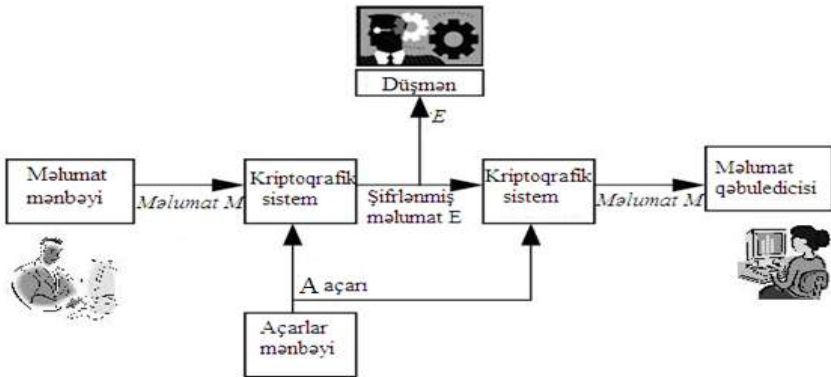 Düşmən
E
Məlumat
mənbəyi
Məlumat M
Kriptoqrafik
sistem
Şifrlənmiş
məlumat E
Kriptoqrafik
sistem
Məlumat M
Məlumat
qəbuledicisi
A açarı
Açarlar
mənbəyi